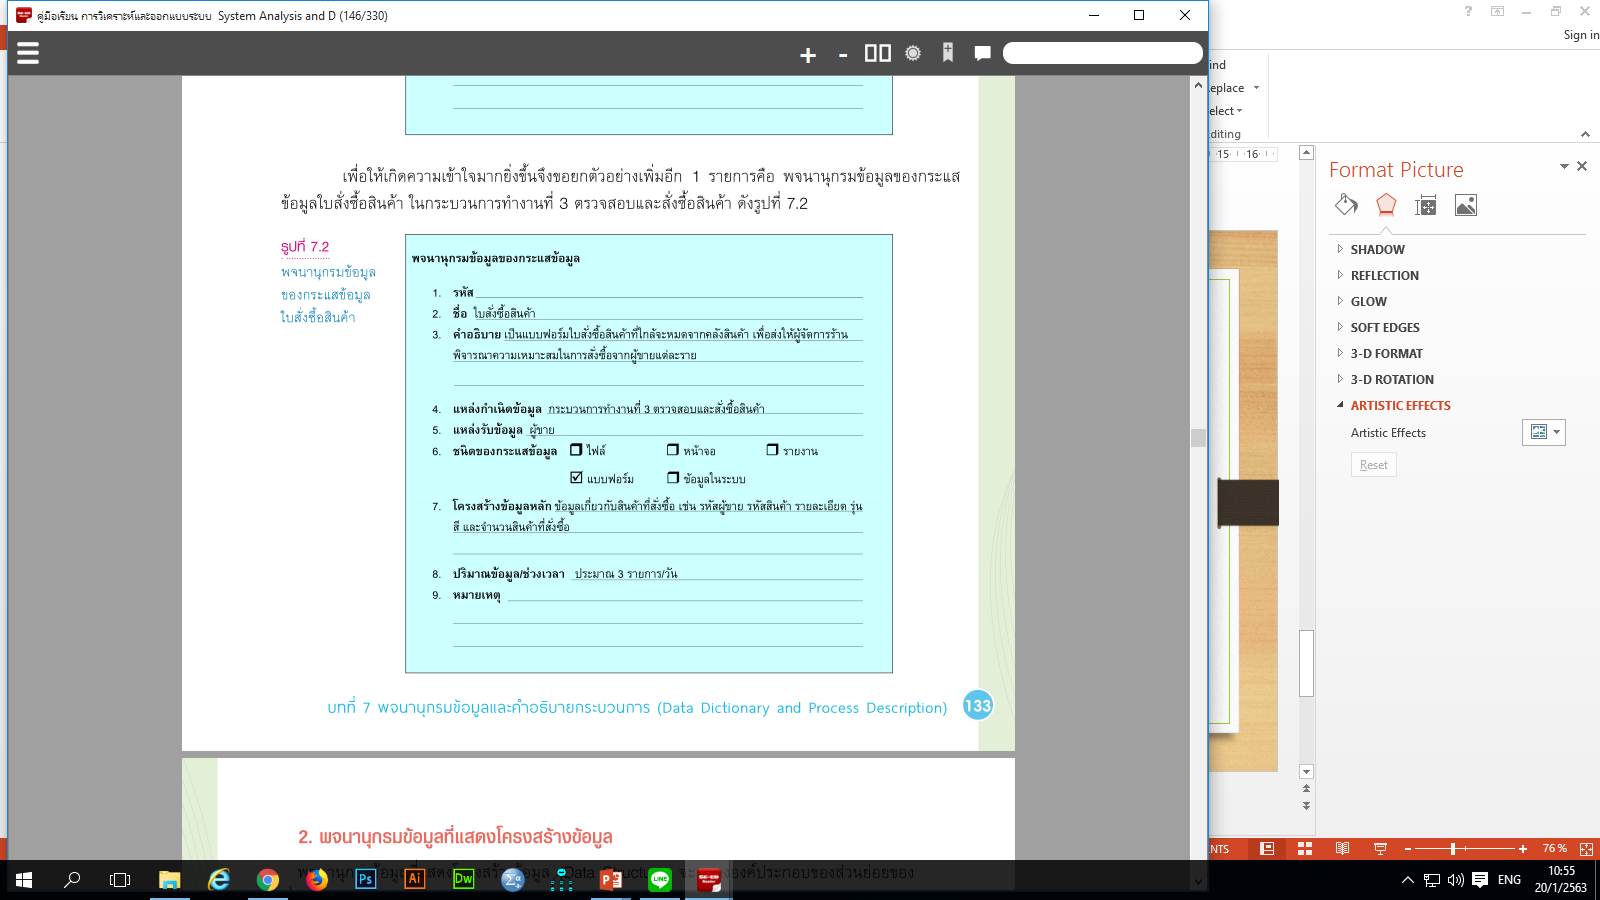 คู่มือเรียน การวิเคราะห์และออกแบบระบบ System Analysis and D (146/330)
Sign in
ind
eplace
elect
diting
15 16
เพื่อให้เกิดความเข้าใจมากยิ่งขึ้นจึงขอยกตัวอย่างเพิ่มอีก 1 รายการคือ พจนานุกรมข้อมูลของกระแส
ข้อมูลใบสั่งซื้อสินค้า ในกระบวนการทำงานที่ 3 ตรวจสอบและสั่งซื้อสินค้า ดังรูปที่ 7.2
รูปที่ 7.2
พจนานุกรมข้อมูล
ของกระแสข้อมูล
ใบสั่งซื้อสินค้า
พจนานุกรมข้อมูลของกระแสข้อมูล
1. รหัส
2. ชื่อ ใบสั่งซื้อสินค้า
3. คำอธิบาย เป็นแบบฟอร์มใบสั่งซื้อสินค้าที่ใกล้จะหมดจากคลังสินค้า เพื่อส่งให้ผู้จัดการร้าน
พิจารณาความเหมาะสมในการสั่งซื้อจากผู้ขายแต่ละราย
4. แหล่งกำเนิดข้อมูล กระบวนการทำงานที่ 3 ตรวจสอบและสั่งซื้อสินค้า
5. แหล่งรับข้อมูล ผู้ขาย
6. ชนิดของกระแสข้อมูล ไฟล์ หน้าจอ รายงาน
แบบฟอร์ม ข้อมูลในระบบ
7. โครงสร้างข้อมูลหลัก ข้อมูลเกี่ยวกับสินค้าที่สั่งซื้อ เช่น รหัสผู้ขาย รหัสสินค้า รายละเอียด รุ่น
สี และจำนวนสินค้าที่สั่งซื้อ
8. ปริมาณข้อมูล/ช่วงเวลา ประมาณ 3 รายการ/วัน
9. หมายเหตุ
บทที่ 7 พจนานุกรมข้อมูลและคำอธิบายกระบวนการ (Data Dictionary and Process Description) 133
2. พจนานุกรมข้อมูลที่แสดงโครงสร้างข้อมูล
Format Picture
SHADOW
REFLECTION
GLOW
SOFT EDGES
3-D FORMAT
3-D ROTATION
ARTISTIC EFFECTS
Artistic Effects
Reset
NTS
76 %
ENG
10:55
20/1/2563